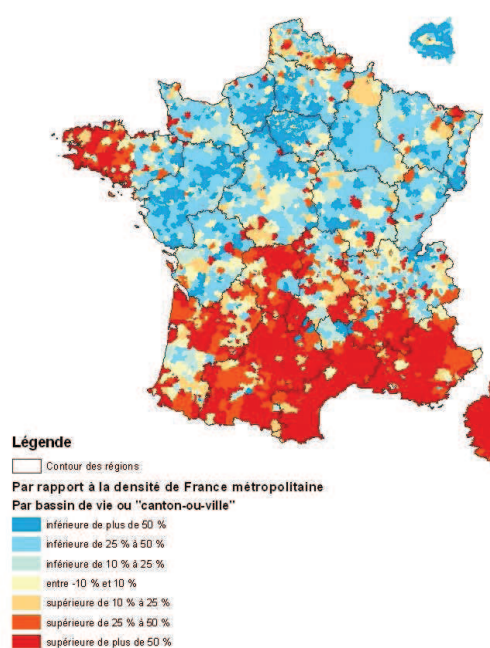 Légende
Contour des régions
Par rapport à la densité de France métropolitaine
Par bassin de vie ou "canton-ou-ville"
inférieure de plus de 50 %
inférieure de 25 % à 50 %
inférieure de 10 % à 25 %
entre -10 % et 10 %
supérieure de 10 % à 25 %
supérieure de 25 % à 50 %
supérieure de plus de 50 %